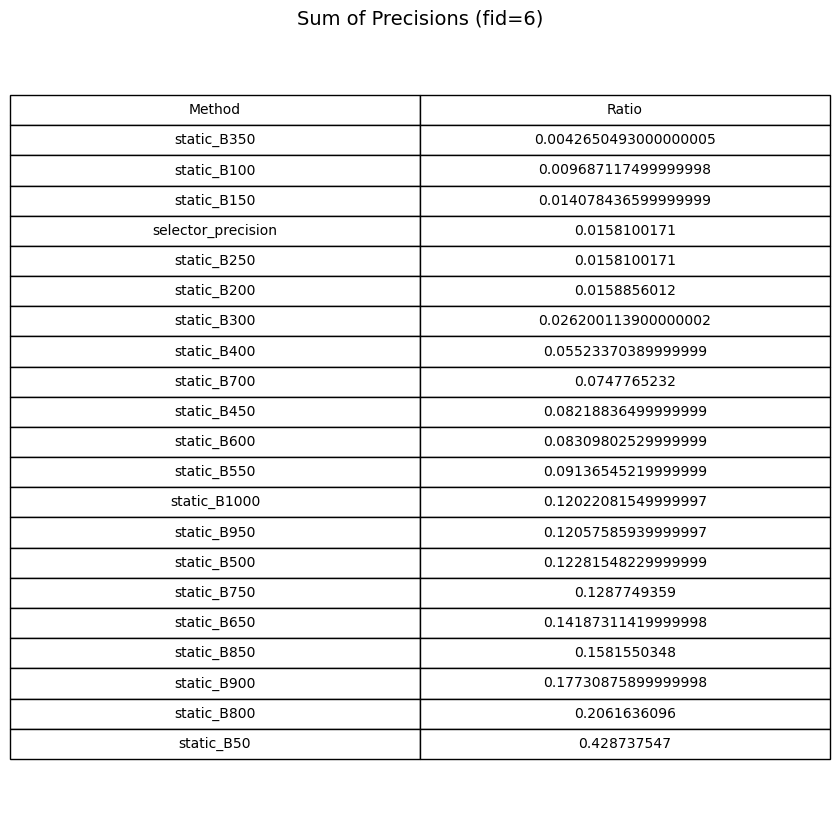 Sum of Precisions (fid=6)
Method Ratio
static_B350 0.0042650493000000005
static_B100 0.009687117499999998
static_B150 0.014078436599999999
selector_precision 0.0158100171
static_B250 0.0158100171
static_B200 0.0158856012
static_B300 0.026200113900000002
static_B400 0.05523370389999999
static_B700 0.0747765232
static_B450 0.08218836499999999
static_B600 0.08309802529999999
static_B550 0.09136545219999999
static_B1000 0.12022081549999997
static_B950 0.12057585939999997
static_B500 0.12281548229999999
static_B750 0.1287749359
static_B650 0.14187311419999998
static_B850 0.1581550348
static_B900 0.17730875899999998
static_B800 0.2061636096
static_B50 0.428737547